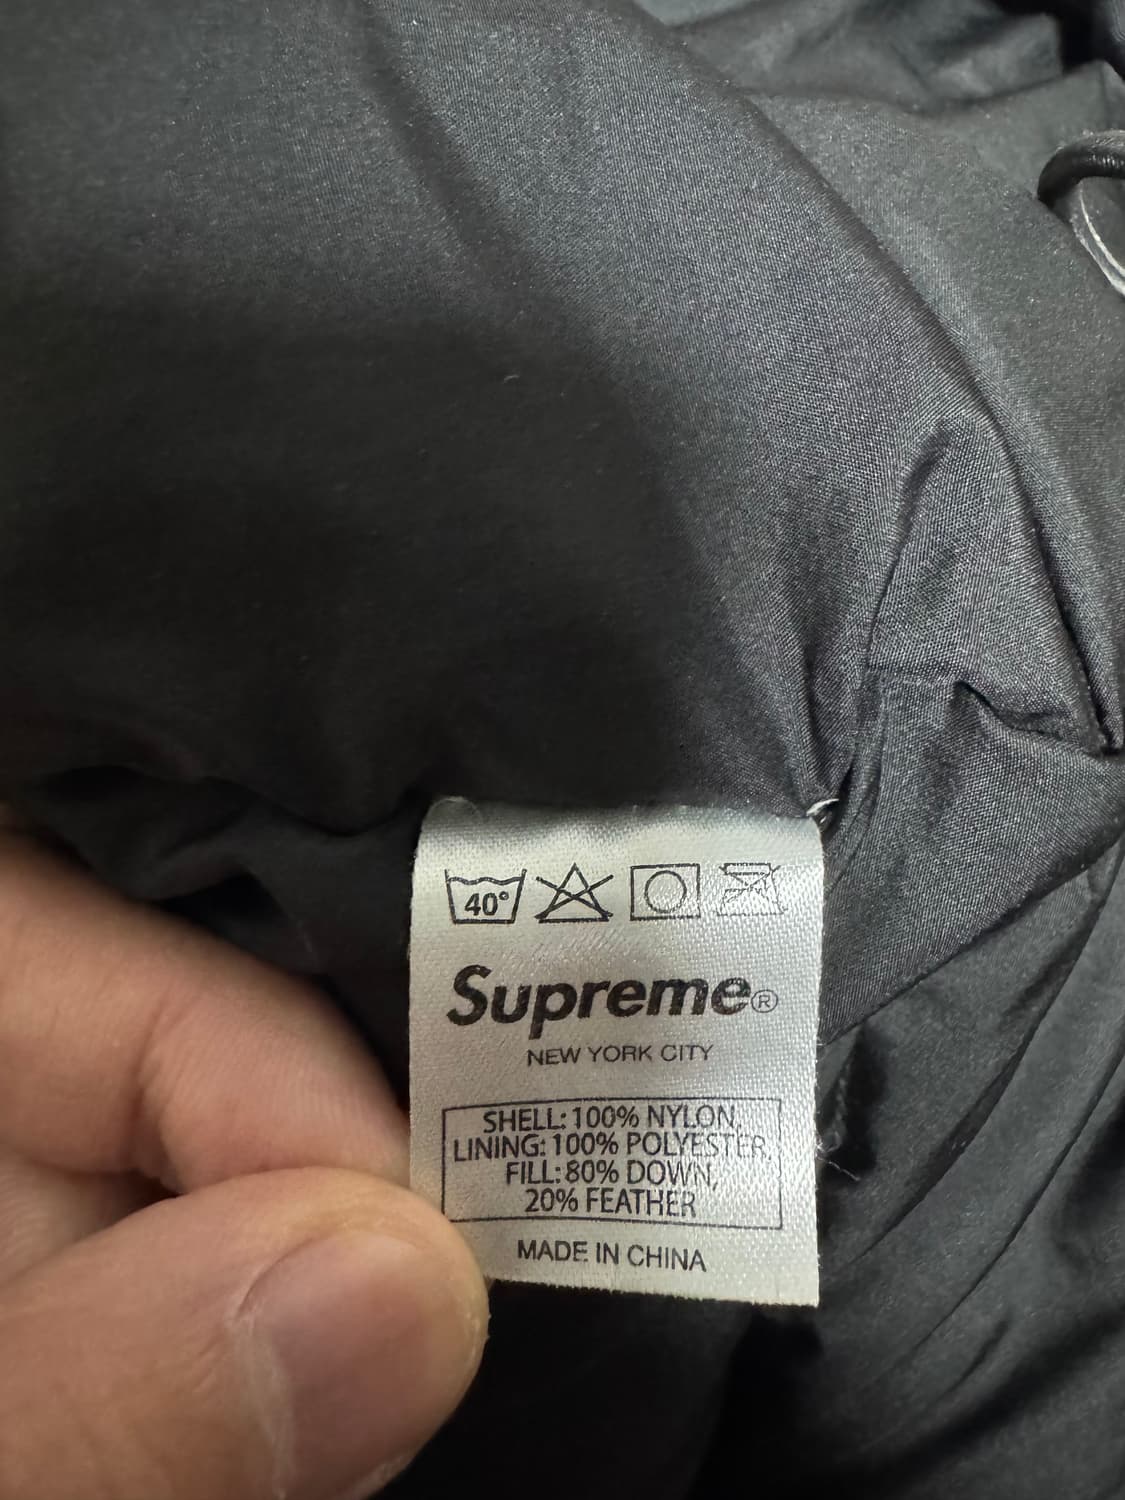 40°
Supreme®
NEW YORK CITY
SHELL: 100% NYLON,
LINING: 100% POLYESTER,
FILL: 80% DOWN,
20% FEATHER
MADE IN CHINA